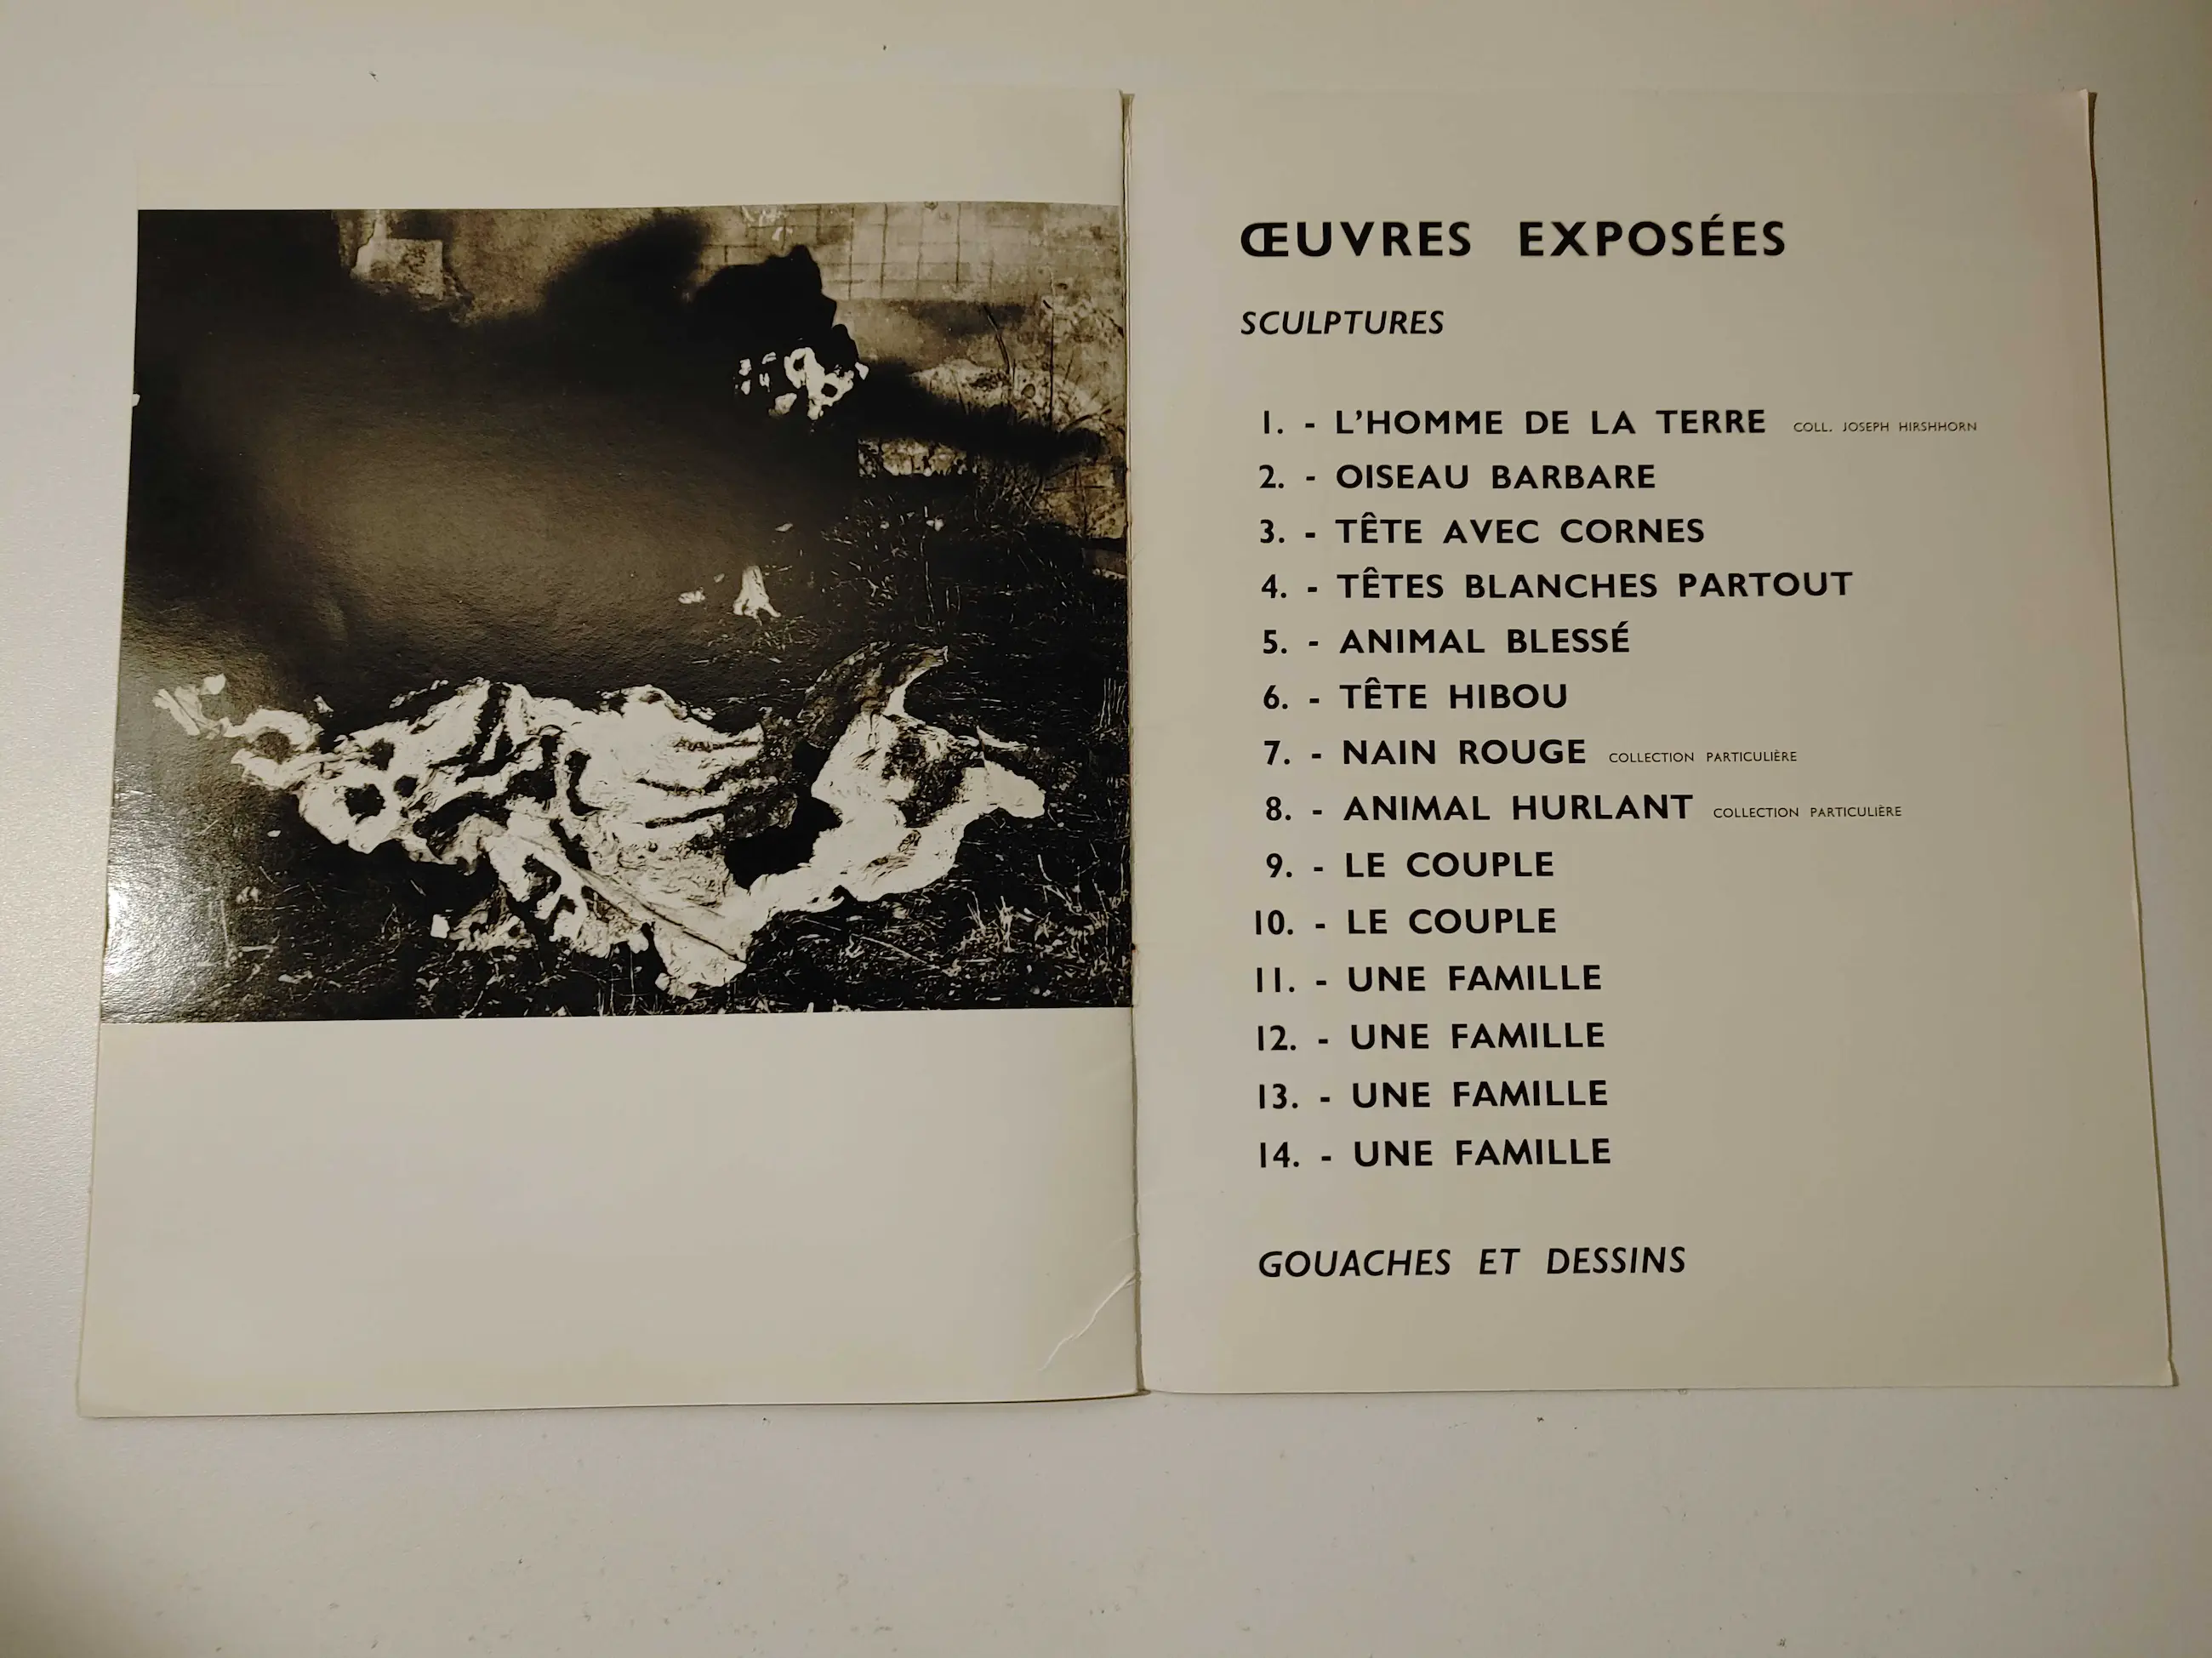 ŒUVRES EXPOSÉES
SCULPTURES
1. - L'HOMME DE LA TERRE COLL. JOSEPH HIRSHHORN
2. - OISEAU BARBARE
3. - TÊTE AVEC CORNES
4. - TÊTES BLANCHES PARTOUT
5. - ANIMAL BLESSÉ
6. - TÊTE HIBOU
7. - NAIN ROUGE COLLECTION PARTICULIÈRE
8. - ANIMAL HURLANT COLLECTION PARTICULIÈRE
9. - LE COUPLE
10. - LE COUPLE
11. - UNE FAMILLE
12. - UNE FAMILLE
13. - UNE FAMILLE
14. - UNE FAMILLE
GOUACHES ET DESSINS